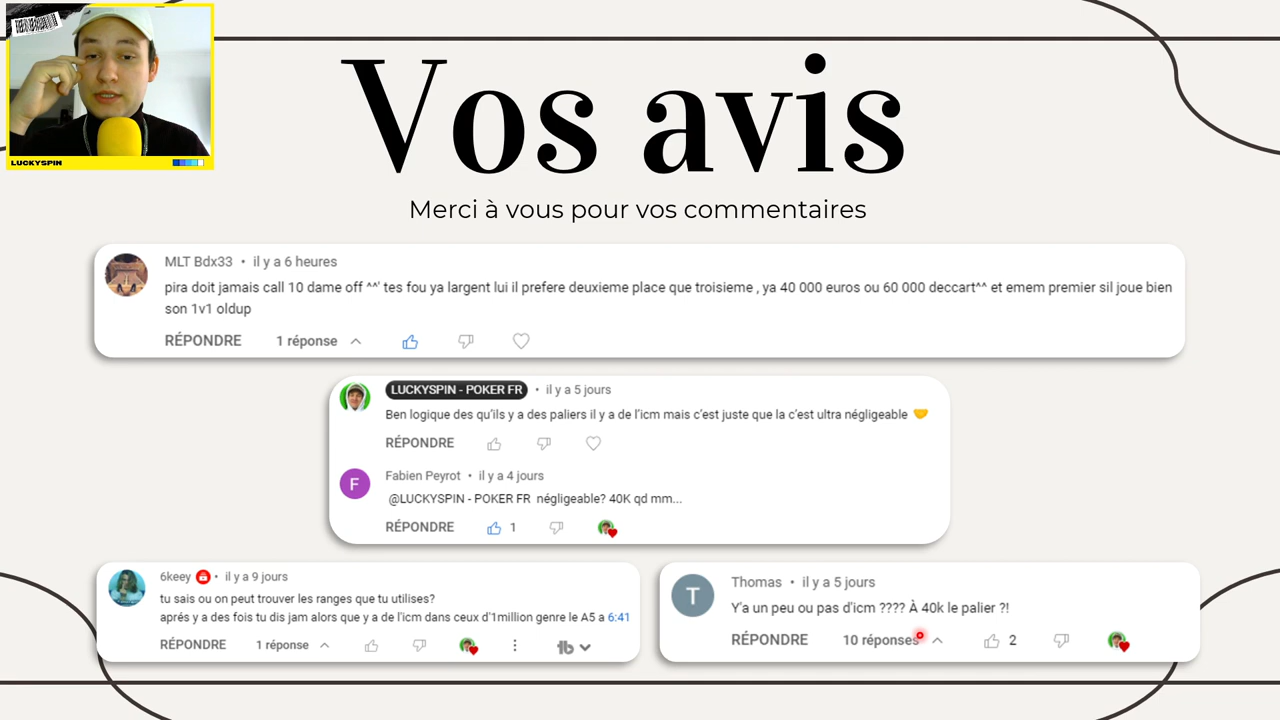 LUCKYSPIN
Vos avis
Merci à vous pour vos commentaires
MLT Bdx33 • il y a 6 heures
pira doit jamais call 10 dame off ^^' tes fou ya largent lui il prefere deuxieme place que troisieme , ya 40 000 euros ou 60 000 deccart^^ et emem premier sil joue bien
son 1v1 oldup
RÉPONDRE 1 réponse
LUCKYSPIN - POKER FR • il y a 5 jours
Ben logique des qu'ils y a des paliers il y a de l'icm mais c'est juste que la c'est ultra négligeable 🤝
RÉPONDRE
F
Fabien Peyrot • il y a 4 jours
@LUCKYSPIN - POKER FR négligeable? 40K qd mm...
RÉPONDRE 1
6keey • il y a 9 jours
tu sais ou on peut trouver les ranges que tu utilises?
aprés y a des fois tu dis jam alors que y a de l'icm dans ceux d'1million genre le A5 a 6:41
RÉPONDRE 1 réponse
T
Thomas • il y a 5 jours
Y'a un peu ou pas d'icm ???? À 40k le palier ?!
RÉPONDRE 10 réponses 2